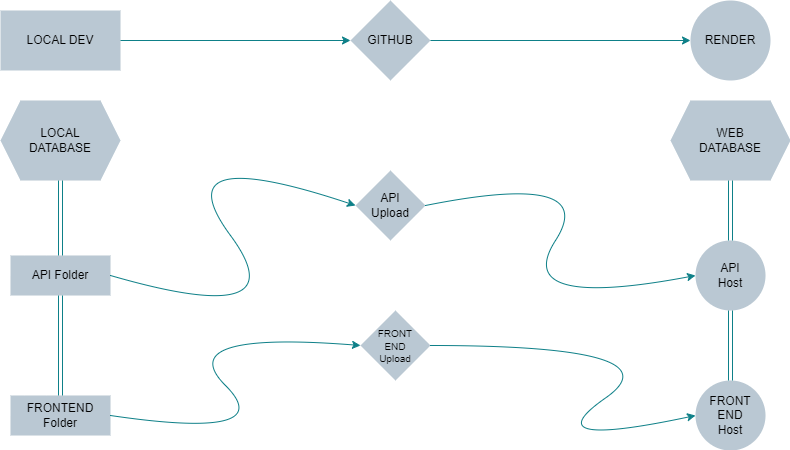 LOCAL DEV
GITHUB
RENDER
LOCAL
DATABASE
WEB
DATABASE
API
Upload
API Folder
API
Host
FRONT
END
Upload
FRONTEND
Folder
FRONT
END
Host